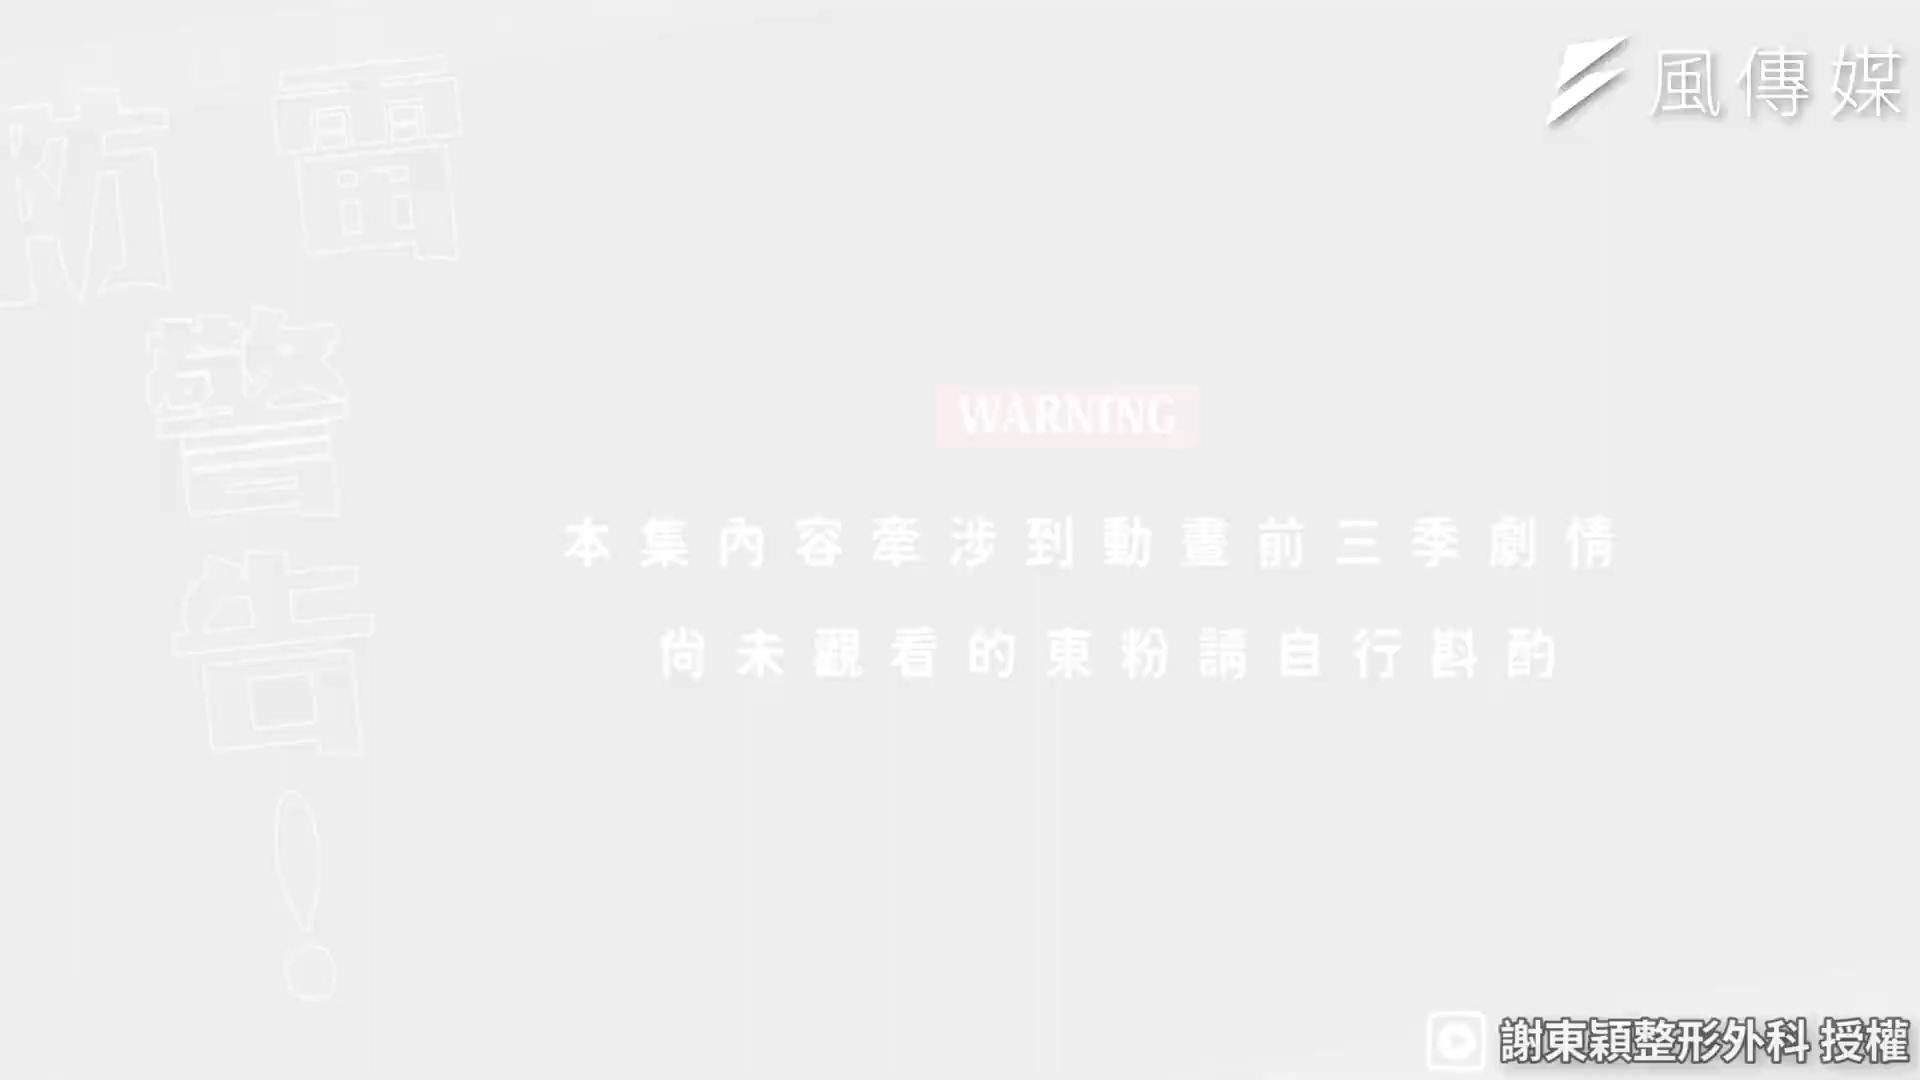 風傳媒
防雷
警
告
!
WARNING
本集內容牽涉到動畫前三季劇情
尚未觀看的東粉請自行斟酌
謝東穎整形外科 授權